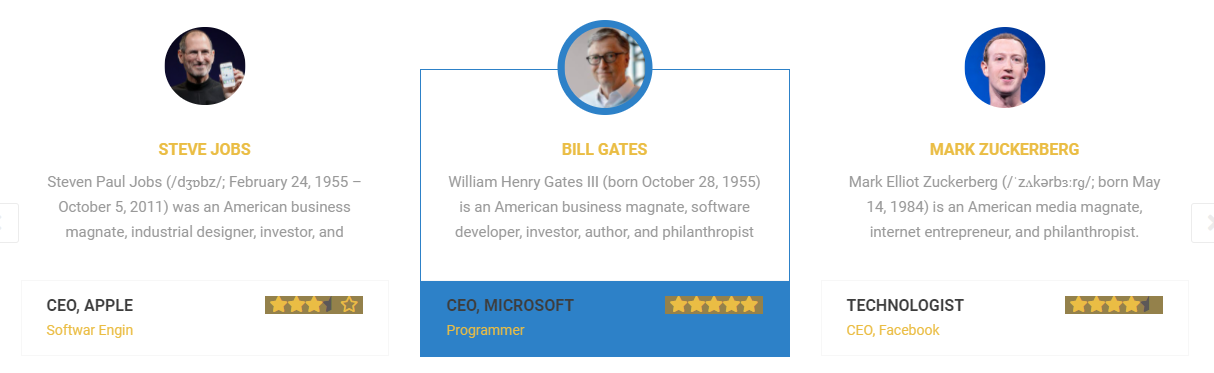 STEVE JOBS
Steven Paul Jobs (/dʒɒbz/; February 24, 1955 –
October 5, 2011) was an American business
magnate, industrial designer, investor, and
CEO, APPLE
Softwar Engin
BILL GATES
William Henry Gates III (born October 28, 1955)
is an American business magnate, software
developer, investor, author, and philanthropist
CEO, MICROSOFT
Programmer
MARK ZUCKERBERG
Mark Elliot Zuckerberg (/ˈzʌkərbɜːrɡ/; born May
14, 1984) is an American media magnate,
internet entrepreneur, and philanthropist.
TECHNOLOGIST
CEO, Facebook